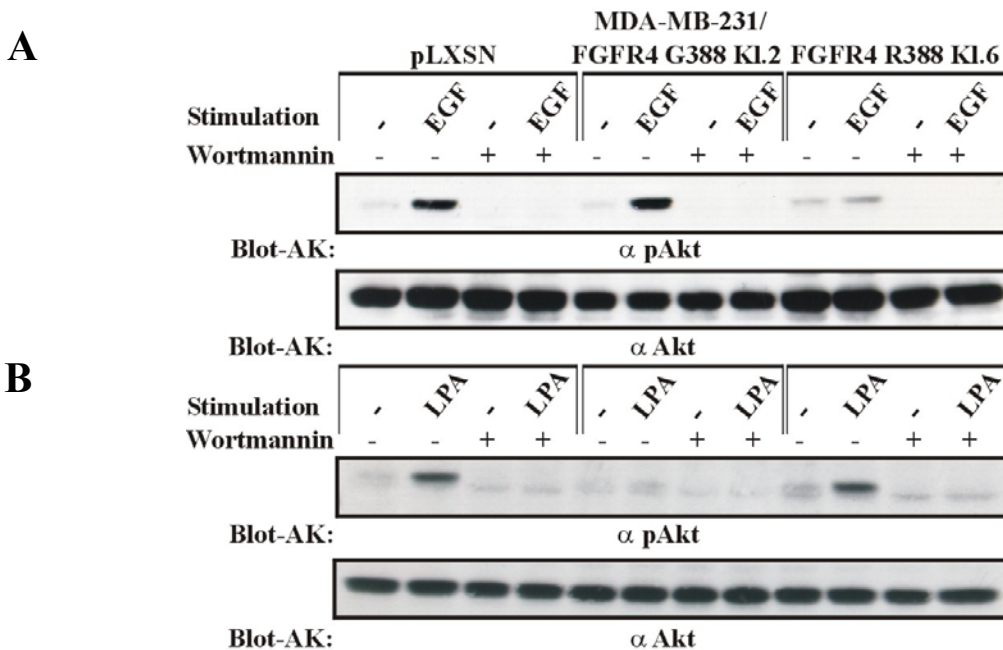 A
MDA-MB-231/
pLXSN FGFR4 G388 Kl.2 FGFR4 R388 Kl.6
Stimulation - EGF - EGF - EGF - EGF - EGF - EGF
Wortmannin - - + + - - + + - - + +
Blot-AK: α pAkt
Blot-AK: α Akt
B
Stimulation - LPA - LPA - LPA - LPA - LPA - LPA
Wortmannin - - + + - - + + - - + +
Blot-AK: α pAkt
Blot-AK: α Akt